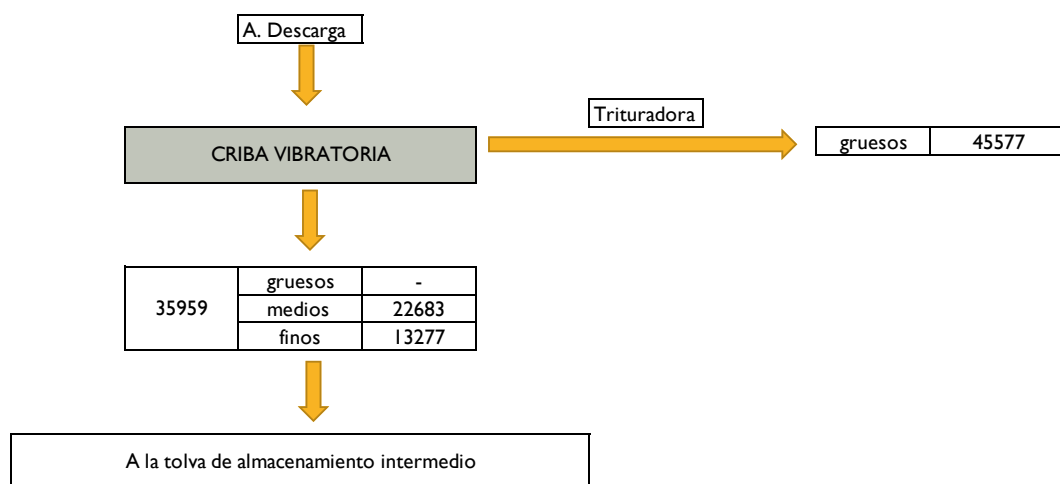 A. Descarga
Trituradora
CRIBA VIBRATORIA
gruesos 45577
gruesos -
35959 medios 22683
finos 13277
A la tolva de almacenamiento intermedio